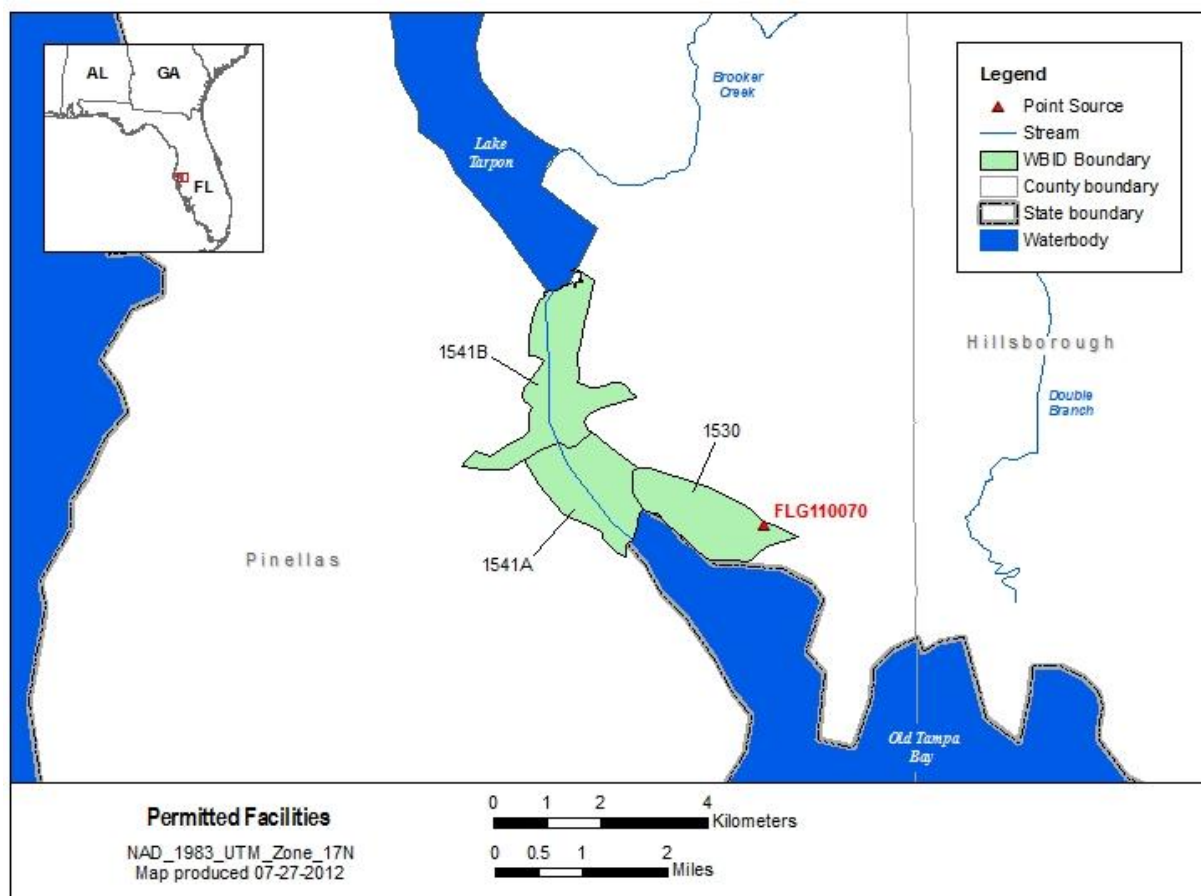 AL
GA
FL
Brooker
Creek
Lake
Tarpon
Legend
Point Source
Stream
WBID Boundary
County boundary
State boundary
Waterbody
Hillsborough
1541B
Double
Branch
1530
FLG110070
Pinellas
1541A
Old Tampa
Bay
Permitted Facilities
NAD_1983_UTM_Zone_17N
Map produced 07-27-2012
0 1 2 4
Kilometers
0 0.5 1 2
Miles